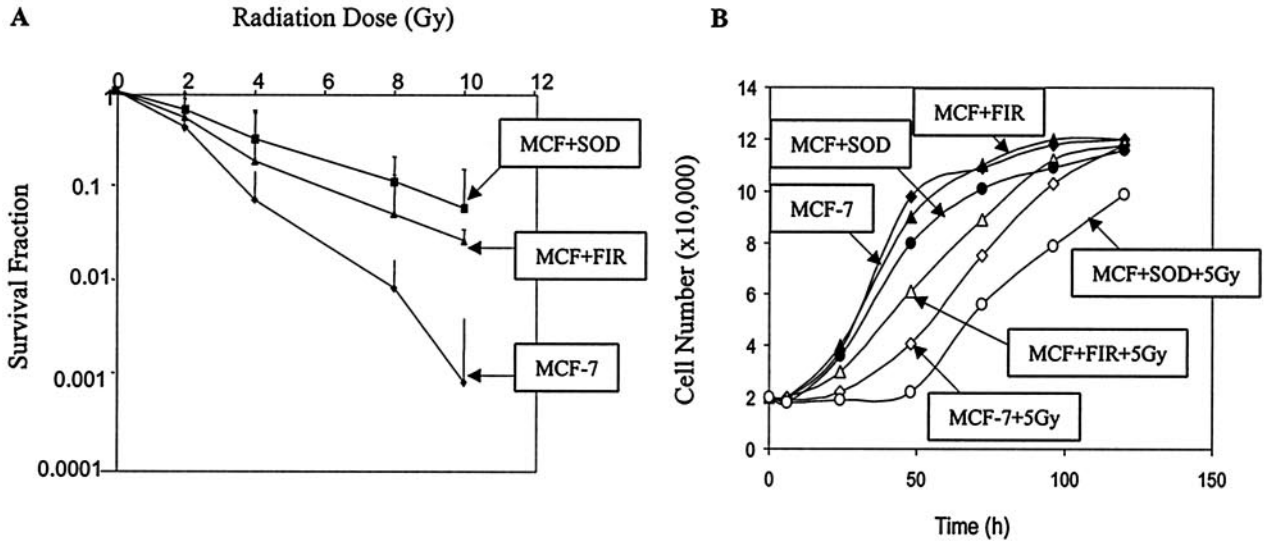 A
Radiation Dose (Gy)
0 2 4 6 8 10 12
1
0.1
0.01
0.001
0.0001
Survival Fraction
MCF+SOD
MCF+FIR
MCF-7
B
14
12
10
8
6
4
2
0
Cell Number (x10,000)
MCF+FIR
MCF+SOD
MCF-7
MCF+SOD+5Gy
MCF+FIR+5Gy
MCF-7+5Gy
0 50 100 150
Time (h)